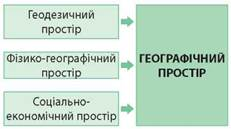 Геодезичний
простір
Фізико-географічний
простір
Соціально-
економічний простір
ГЕОГРАФІЧНИЙ
ПРОСТІР